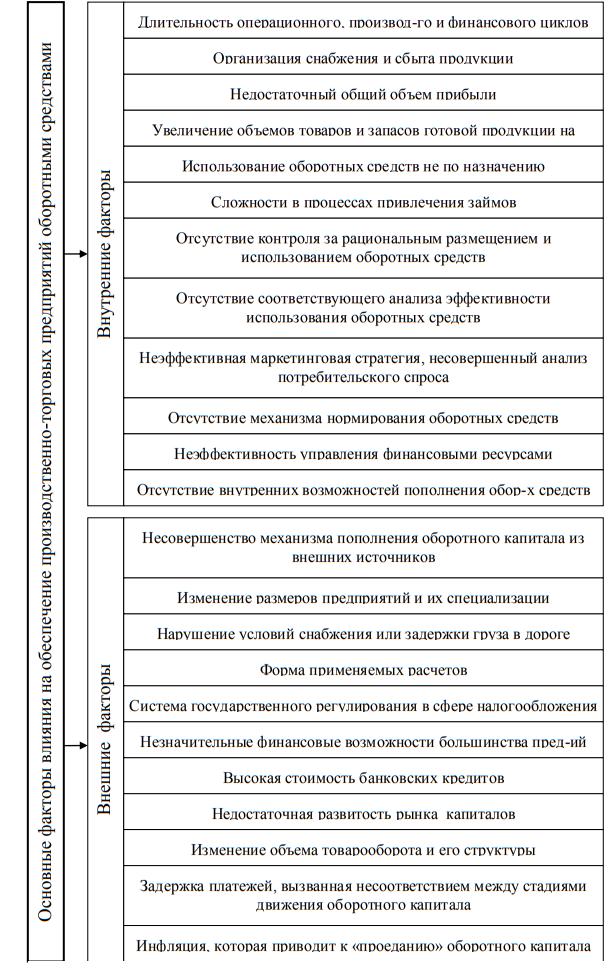 Основные факторы влияния на обеспечение производственно-торговых предприятий оборотными средствами
Внутренние факторы
Длительность операционного, производ-го и финансового циклов
Организация снабжения и сбыта продукции
Недостаточный общий объем прибыли
Увеличение объемов товаров и запасов готовой продукции на
Использование оборотных средств не по назначению
Сложности в процессах привлечения займов
Отсутствие контроля за рациональным размещением и
использованием оборотных средств
Отсутствие соответствующего анализа эффективности
использования оборотных средств
Неэффективная маркетинговая стратегия, несовершенный анализ
потребительского спроса
Отсутствие механизма нормирования оборотных средств
Неэффективность управления финансовыми ресурсами
Отсутствие внутренних возможностей пополнения обор-х средств
Внешние факторы
Несовершенство механизма пополнения оборотного капитала из
внешних источников
Изменение размеров предприятий и их специализации
Нарушение условий снабжения или задержки груза в дороге
Форма применяемых расчетов
Система государственного регулирования в сфере налогообложения
Незначительные финансовые возможности большинства пред-ий
Высокая стоимость банковских кредитов
Недостаточная развитость рынка капиталов
Изменение объема товарооборота и его структуры
Задержка платежей, вызванная несоответствием между стадиями
движения оборотного капитала
Инфляция, которая приводит к «проеданию» оборотного капитала